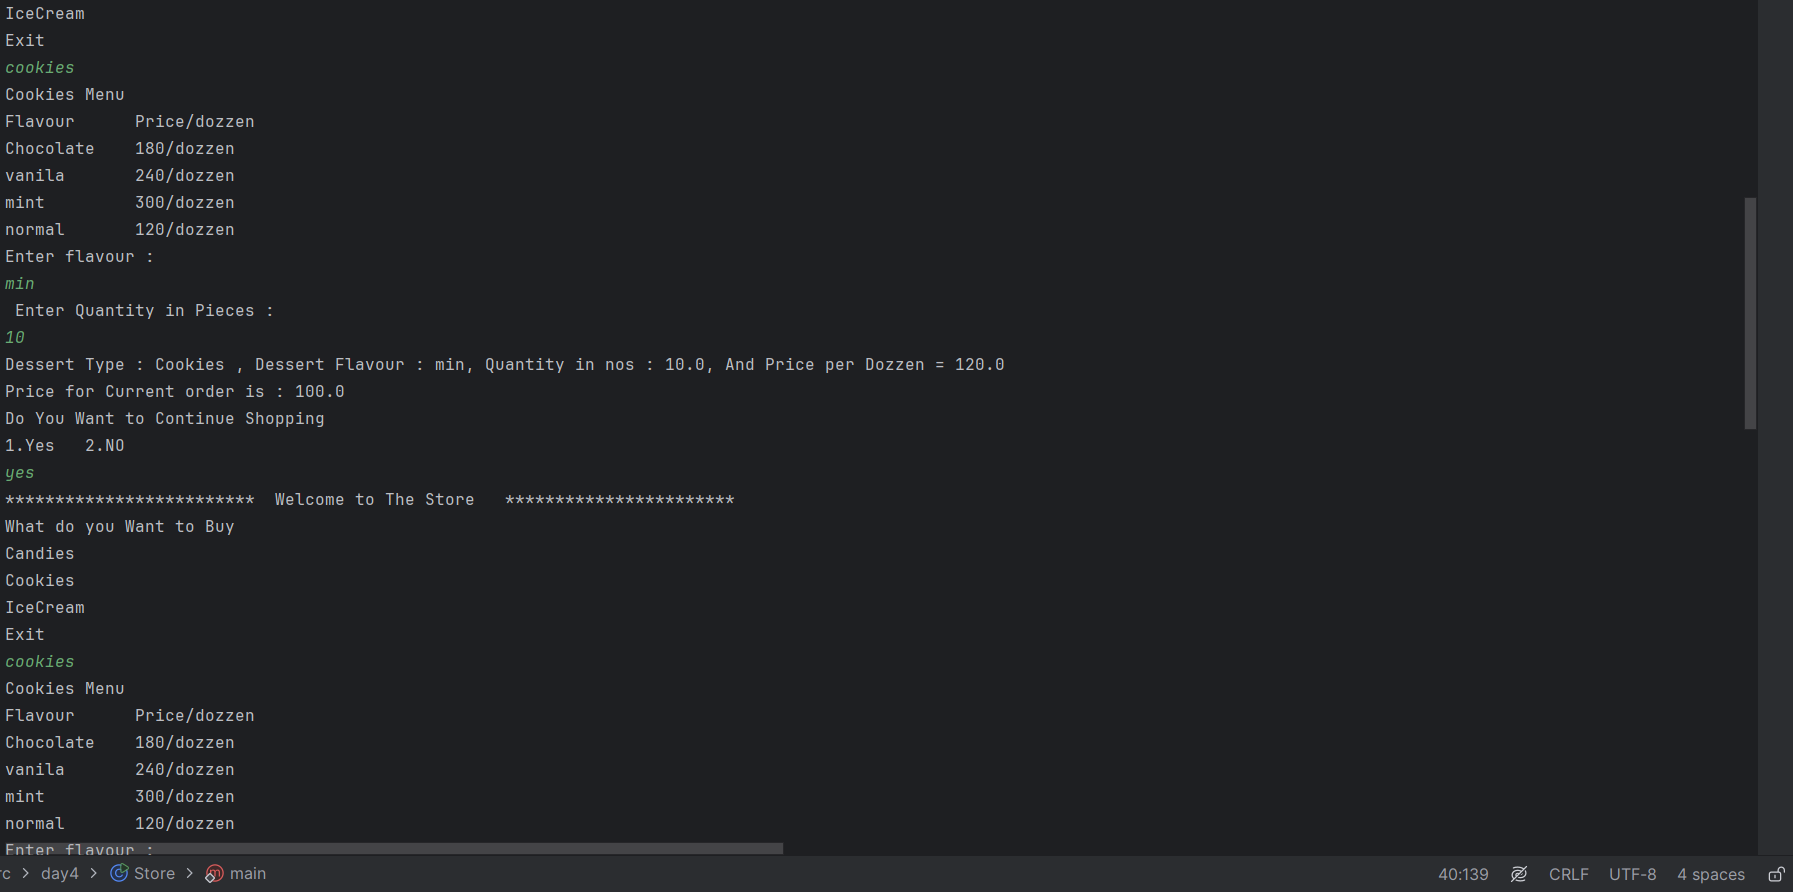 IceCream
Exit
cookies
Cookies Menu
Flavour      Price/dozzen
Chocolate    180/dozzen
vanila       240/dozzen
mint         300/dozzen
normal       120/dozzen
Enter flavour :
min
 Enter Quantity in Pieces :
10
Dessert Type : Cookies , Dessert Flavour : min, Quantity in nos : 10.0, And Price per Dozzen = 120.0
Price for Current order is : 100.0
Do You Want to Continue Shopping
1.Yes   2.NO
yes
*************************  Welcome to The Store   ***********************
What do you Want to Buy
Candies
Cookies
IceCream
Exit
cookies
Cookies Menu
Flavour      Price/dozzen
Chocolate    180/dozzen
vanila       240/dozzen
mint         300/dozzen
normal       120/dozzen
Enter flavour :
rc > day4 > Store > main    40:139    CRLF    UTF-8    4 spaces